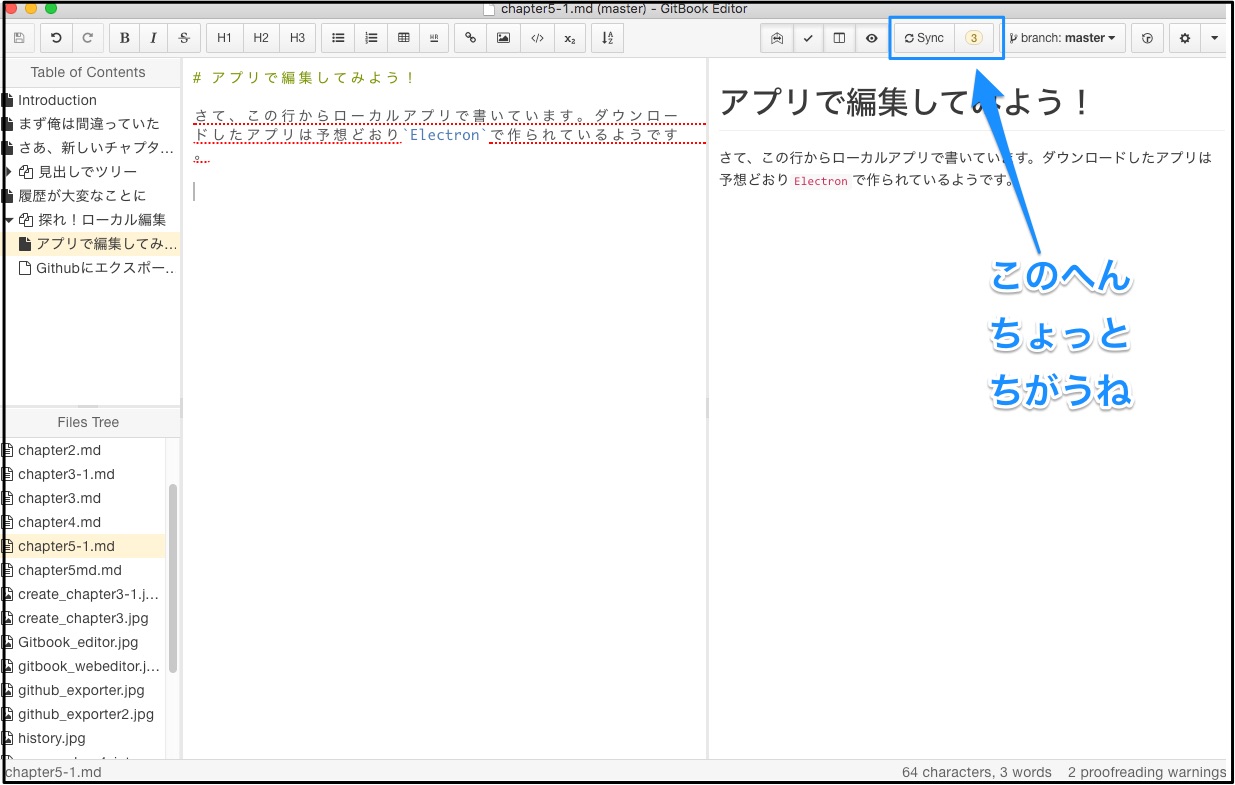 chapter5-1.md (master) - GitBook Editor
B I S H1 H2 H3
Sync 3 branch: master
Table of Contents
Introduction
まず俺は間違っていた
さあ、新しいチャプタ...
見出しでツリー
履歴が大変なことに
探れ！ローカル編集
アプリで編集してみ...
Githubにエクスポー..
Files Tree
chapter2.md
chapter3-1.md
chapter3.md
chapter4.md
chapter5-1.md
chapter5md.md
create_chapter3-1.j...
create_chapter3.jpg
Gitbook_editor.jpg
gitbook_webeditor.j...
github_exporter.jpg
github_exporter2.jpg
history.jpg
# アプリで編集してみよう！
さて、この行からローカルアプリで書いています。ダウンロー
ドしたアプリは予想どおり`Electron`で作られているようです
。
アプリで編集してみよう！
さて、この行からローカルアプリで書いています。ダウンロードしたアプリは
予想どおり Electron で作られているようです。
このへん
ちょっと
ちがうね
chapter5-1.md
64 characters, 3 words 2 proofreading warnings